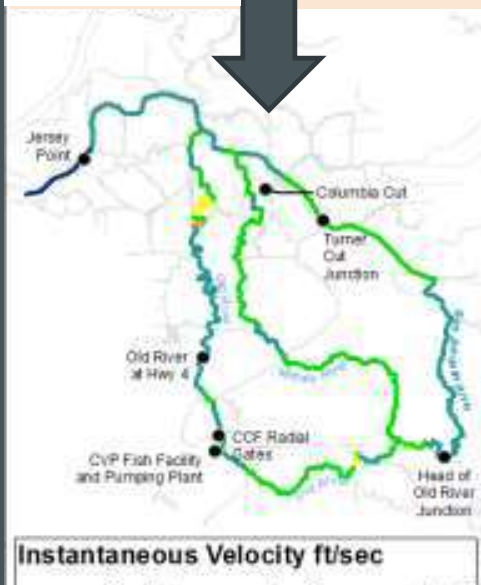 Jersey
Point
Columbia Cut
Turner
Cut
Junction
Old River
at Hwy 4
CCF Radial
Gates
CVP Fish Facility
and Pumping Plant
Head of
Old River
Junction
Instantaneous Velocity ft/sec